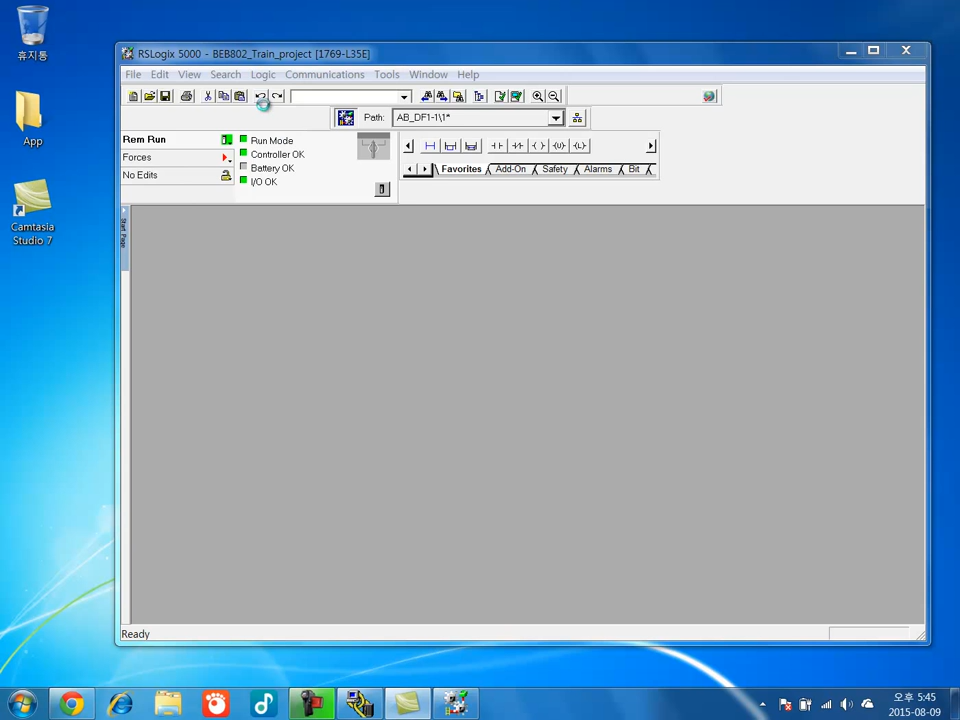 휴지통
App
Camtasia
Studio 7
RSLogix 5000 - BEB802_Train_project [1769-L35E]
File Edit View Search Logic Communications Tools Window Help
Path: AB_DF1-1\1*
Rem Run
Forces
No Edits
Run Mode
Controller OK
Battery OK
I/O OK
Favorites Add-On Safety Alarms Bit
Start Page
Ready
오후 5:45
2015-08-09